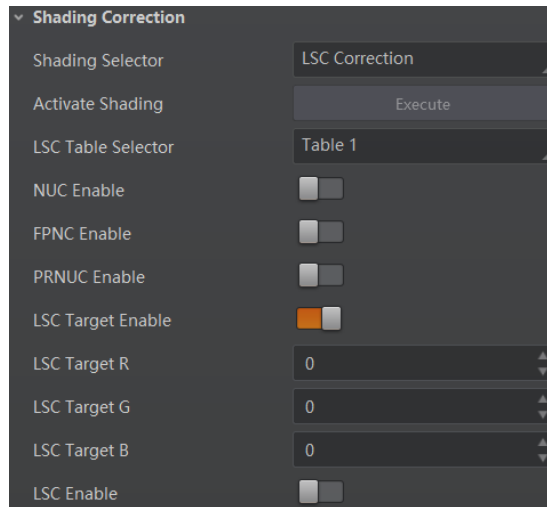 Shading Correction
Shading Selector LSC Correction
Activate Shading Execute
LSC Table Selector Table 1
NUC Enable
FPNC Enable
PRNUC Enable
LSC Target Enable
LSC Target R 0
LSC Target G 0
LSC Target B 0
LSC Enable